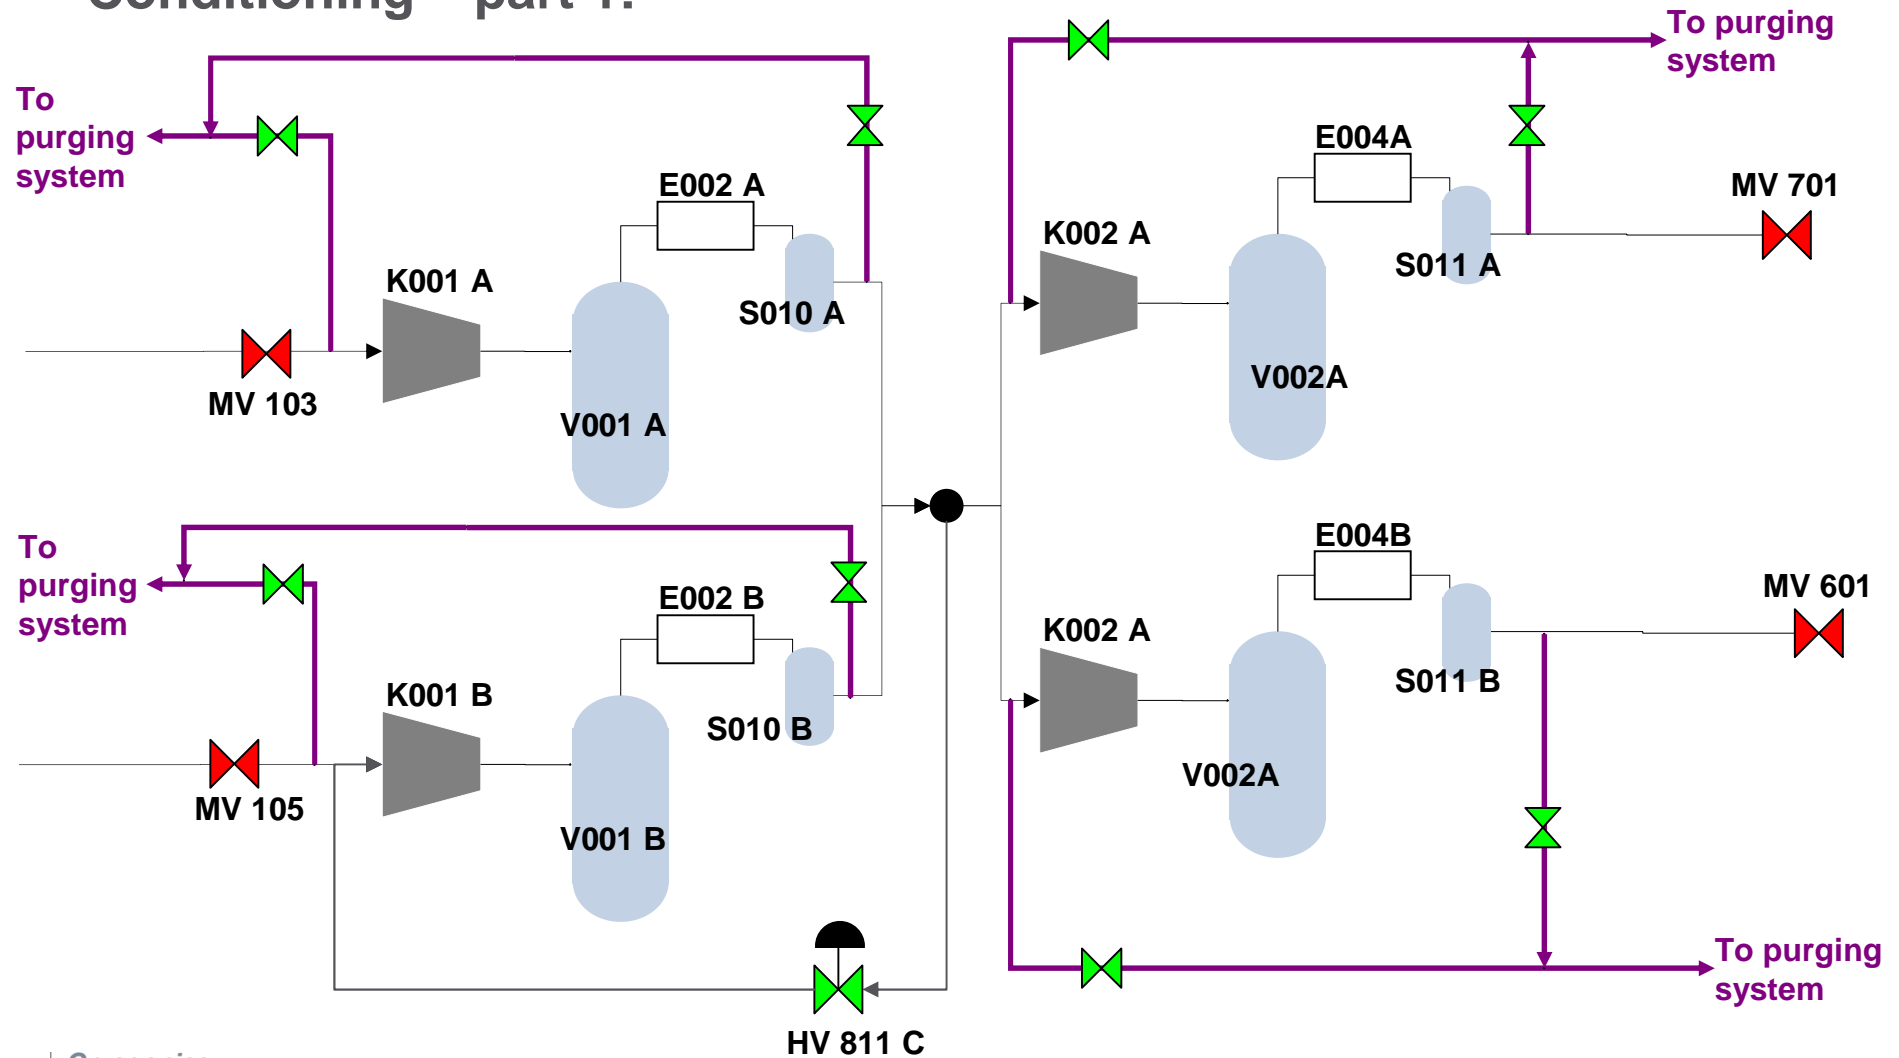 To purging
system
To
purging
system
E004A
MV 701
E002 A
K002 A
K001 A
S011 A
S010 A
V002A
MV 103
V001 A
To
purging
system
E004B
MV 601
E002 B
K002 A
K001 B
S011 B
S010 B
V002A
MV 105
V001 B
To purging
system
HV 811 C